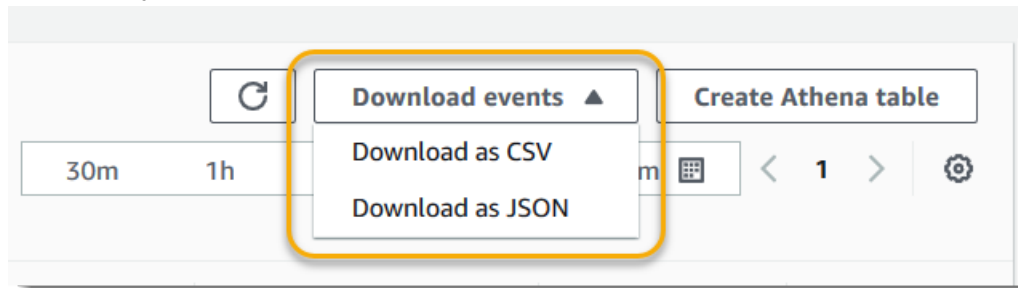 Download events ▲ Create Athena table
Download as CSV
30m 1h m 1
Download as JSON